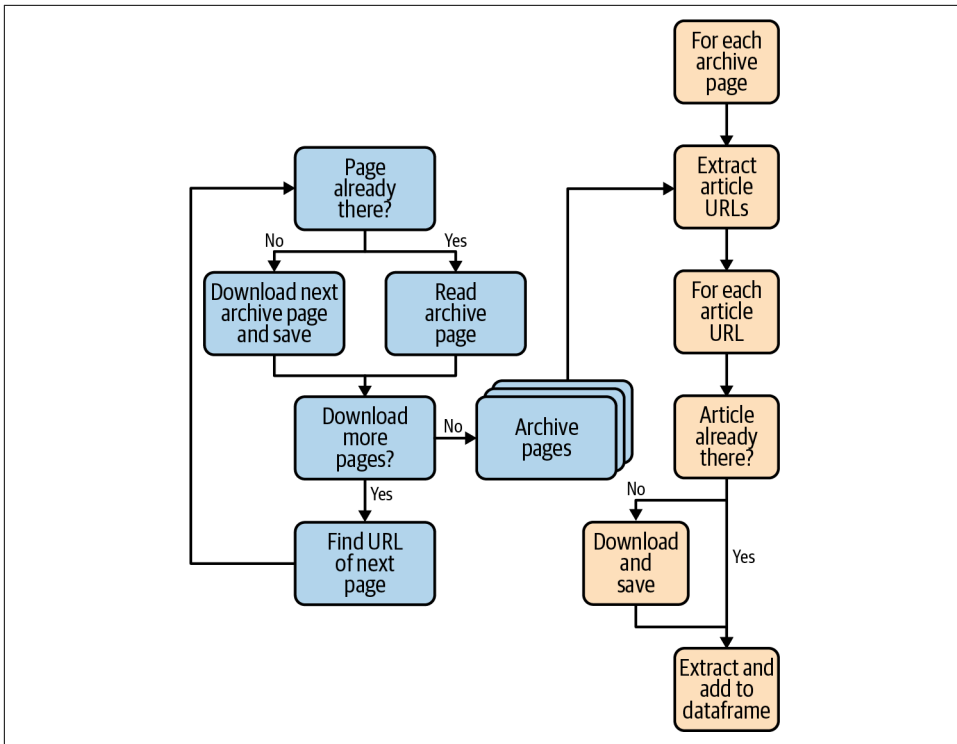 Page
already
there?
No
Yes
Download next
archive page
and save
Read
archive
page
Download
more
pages?
No
Archive
pages
Yes
Find URL
of next
page
For each
archive
page
Extract
article
URLs
For each
article
URL
Article
already
there?
No
Download
and
save
Yes
Extract and
add to
dataframe